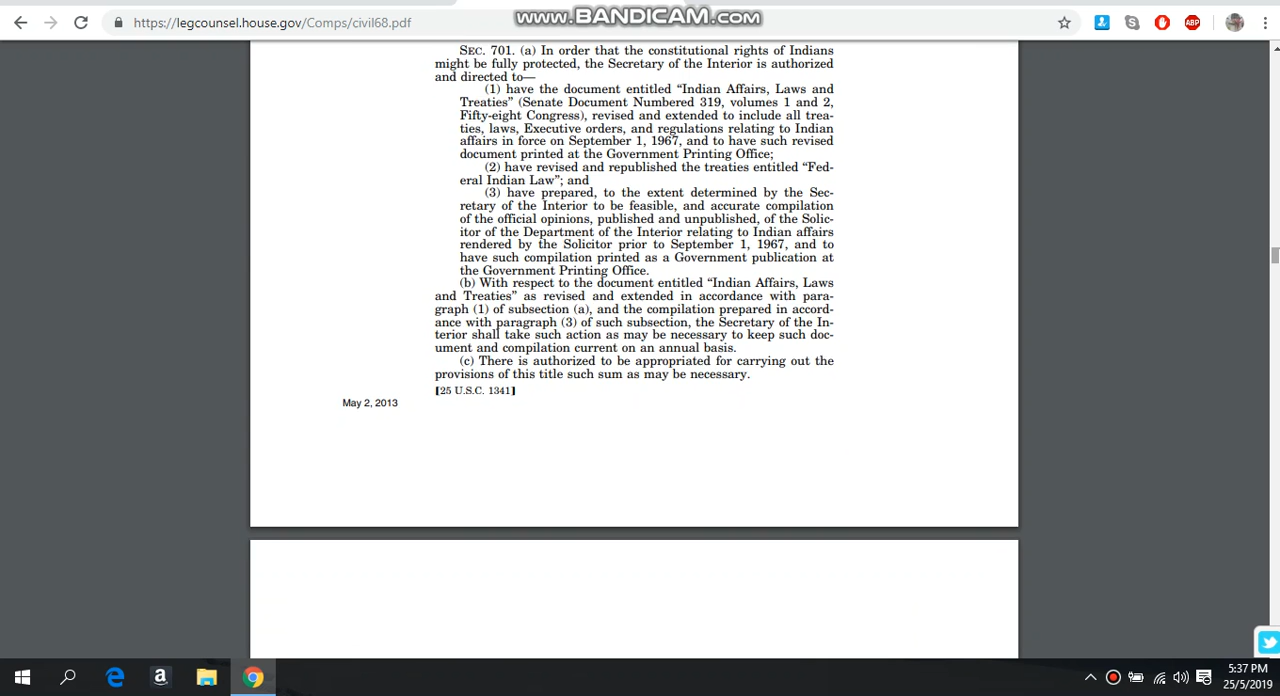 www.BANDICAM.com
https://legcounsel.house.gov/Comps/civil68.pdf
ABP
SEC. 701. (a) In order that the constitutional rights of Indians
might be fully protected, the Secretary of the Interior is authorized
and directed to—
(1) have the document entitled “Indian Affairs, Laws and
Treaties” (Senate Document Numbered 319, volumes 1 and 2,
Fifty-eight Congress), revised and extended to include all trea-
ties, laws, Executive orders, and regulations relating to Indian
affairs in force on September 1, 1967, and to have such revised
document printed at the Government Printing Office;
(2) have revised and republished the treaties entitled “Fed-
eral Indian Law”; and
(3) have prepared, to the extent determined by the Sec-
retary of the Interior to be feasible, and accurate compilation
of the official opinions, published and unpublished, of the Solic-
itor of the Department of the Interior relating to Indian affairs
rendered by the Solicitor prior to September 1, 1967, and to
have such compilation printed as a Government publication at
the Government Printing Office.
(b) With respect to the document entitled “Indian Affairs, Laws
and Treaties” as revised and extended in accordance with para-
graph (1) of subsection (a), and the compilation prepared in accord-
ance with paragraph (3) of such subsection, the Secretary of the In-
terior shall take such action as may be necessary to keep such doc-
ument and compilation current on an annual basis.
(c) There is authorized to be appropriated for carrying out the
provisions of this title such sum as may be necessary.
[25 U.S.C. 1341]
May 2, 2013
5:37 PM
25/5/2019